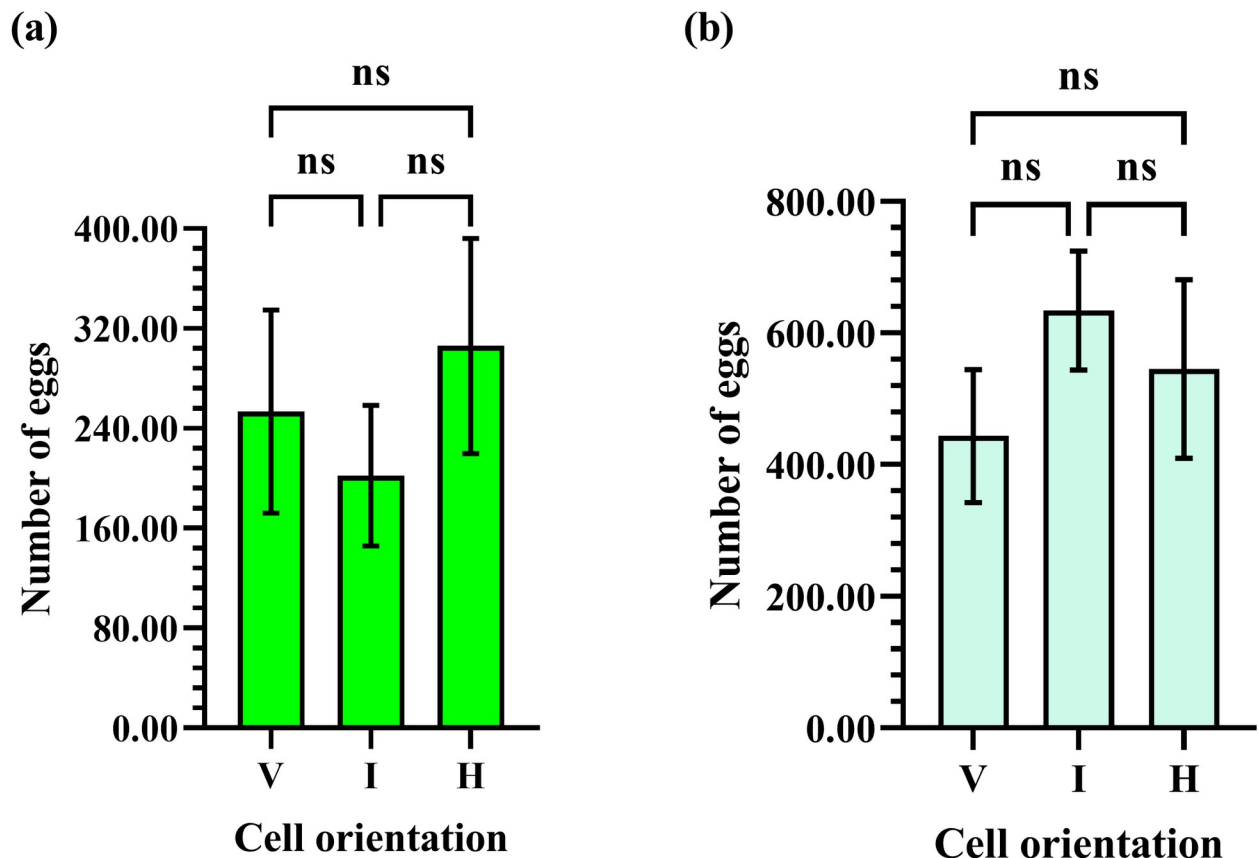 (a)
ns
ns
ns
400.00
320.00
240.00
160.00
80.00
0.00
Number of eggs
V
I
H
Cell orientation
(b)
ns
ns
ns
800.00
600.00
400.00
200.00
0.00
Number of eggs
V
I
H
Cell orientation